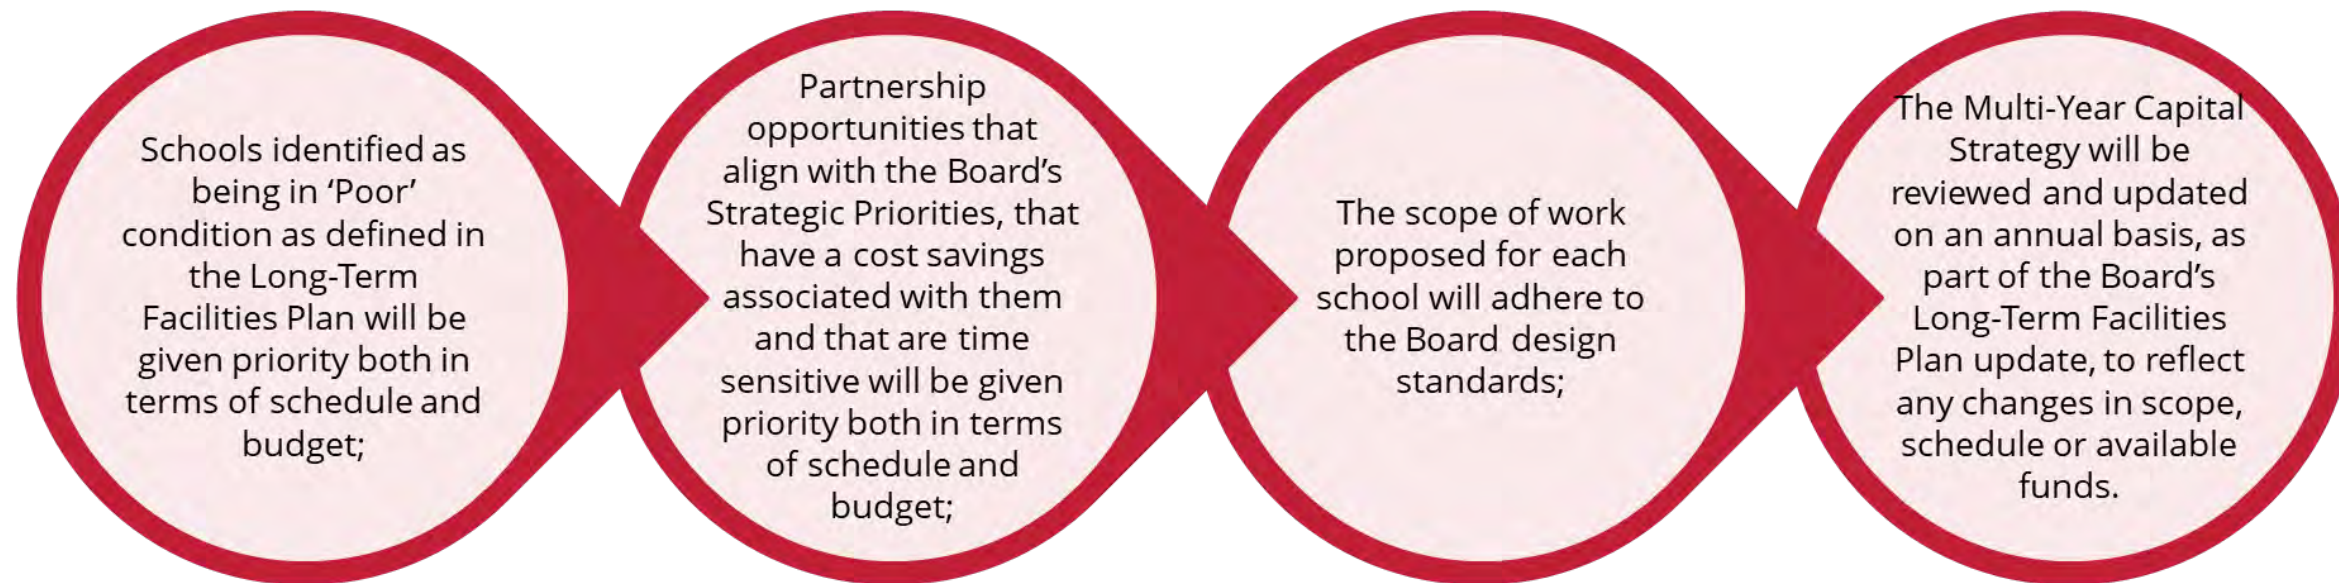 Schools identified as
being in ‘Poor’
condition as defined in
the Long-Term
Facilities Plan will be
given priority both in
terms of schedule and
budget;
Partnership
opportunities that
align with the Board’s
Strategic Priorities, that
have a cost savings
associated with them
and that are time
sensitive will be given
priority both in terms
of schedule and
budget;
The scope of work
proposed for each
school will adhere to
the Board design
standards;
The Multi-Year Capital
Strategy will be
reviewed and updated
on an annual basis, as
part of the Board’s
Long-Term Facilities
Plan update, to reflect
any changes in scope,
schedule or available
funds.